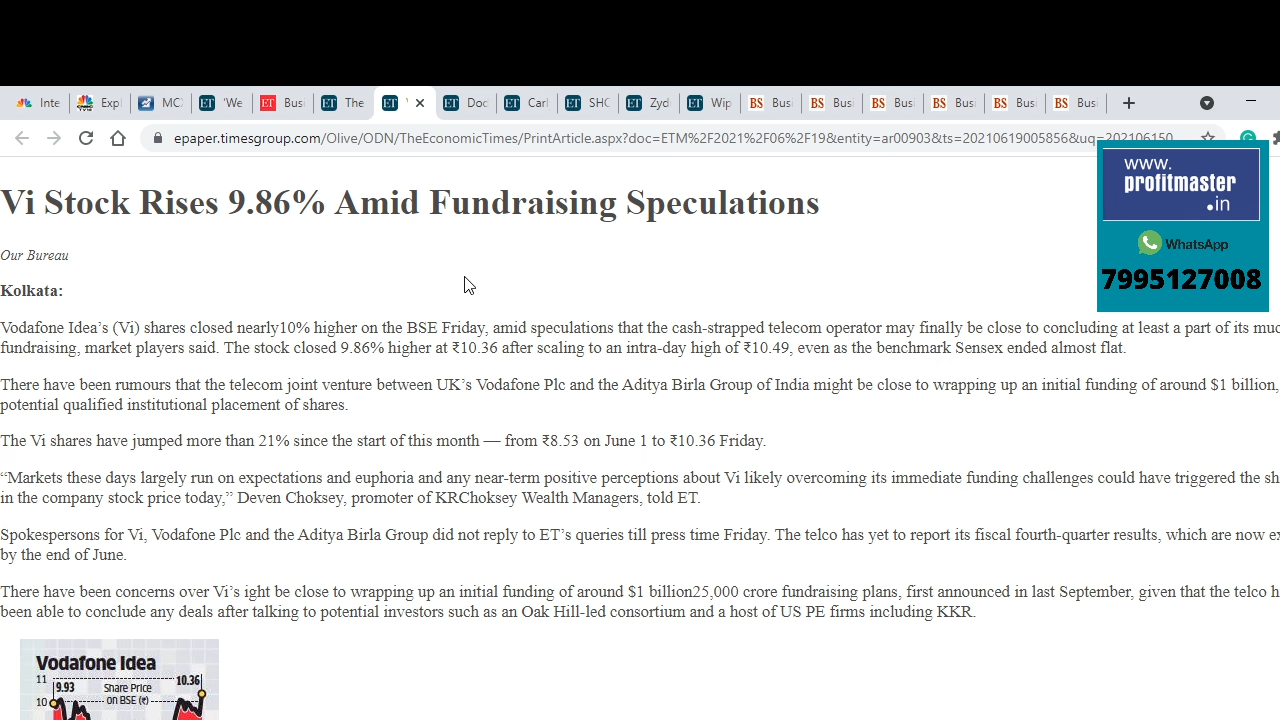 Inte Exp MC 'We Busi The Doc Carl SHC Zyd Wip Busi Busi Busi Busi Busi Busi
epaper.timesgroup.com/Olive/ODN/TheEconomicTimes/PrintArticle.aspx?doc=ETM%2F2021%2F06%2F19&entity=ar00903&ts=20210619005856&uq=202106150
www.
profitmaster
.in
WhatsApp
7995127008
Vi Stock Rises 9.86% Amid Fundraising Speculations
Our Bureau
Kolkata:
Vodafone Idea's (Vi) shares closed nearly10% higher on the BSE Friday, amid speculations that the cash-strapped telecom operator may finally be close to concluding at least a part of its muc
fundraising, market players said. The stock closed 9.86% higher at ₹10.36 after scaling to an intra-day high of ₹10.49, even as the benchmark Sensex ended almost flat.
There have been rumours that the telecom joint venture between UK's Vodafone Plc and the Aditya Birla Group of India might be close to wrapping up an initial funding of around $1 billion,
potential qualified institutional placement of shares.
The Vi shares have jumped more than 21% since the start of this month — from ₹8.53 on June 1 to ₹10.36 Friday.
“Markets these days largely run on expectations and euphoria and any near-term positive perceptions about Vi likely overcoming its immediate funding challenges could have triggered the sh
in the company stock price today,” Deven Choksey, promoter of KRChoksey Wealth Managers, told ET.
Spokespersons for Vi, Vodafone Plc and the Aditya Birla Group did not reply to ET's queries till press time Friday. The telco has yet to report its fiscal fourth-quarter results, which are now ex
by the end of June.
There have been concerns over Vi's ight be close to wrapping up an initial funding of around $1 billion25,000 crore fundraising plans, first announced in last September, given that the telco h
been able to conclude any deals after talking to potential investors such as an Oak Hill-led consortium and a host of US PE firms including KKR.
Vodafone Idea
11
9.93
Share Price
10.36
10
on BSE (₹)